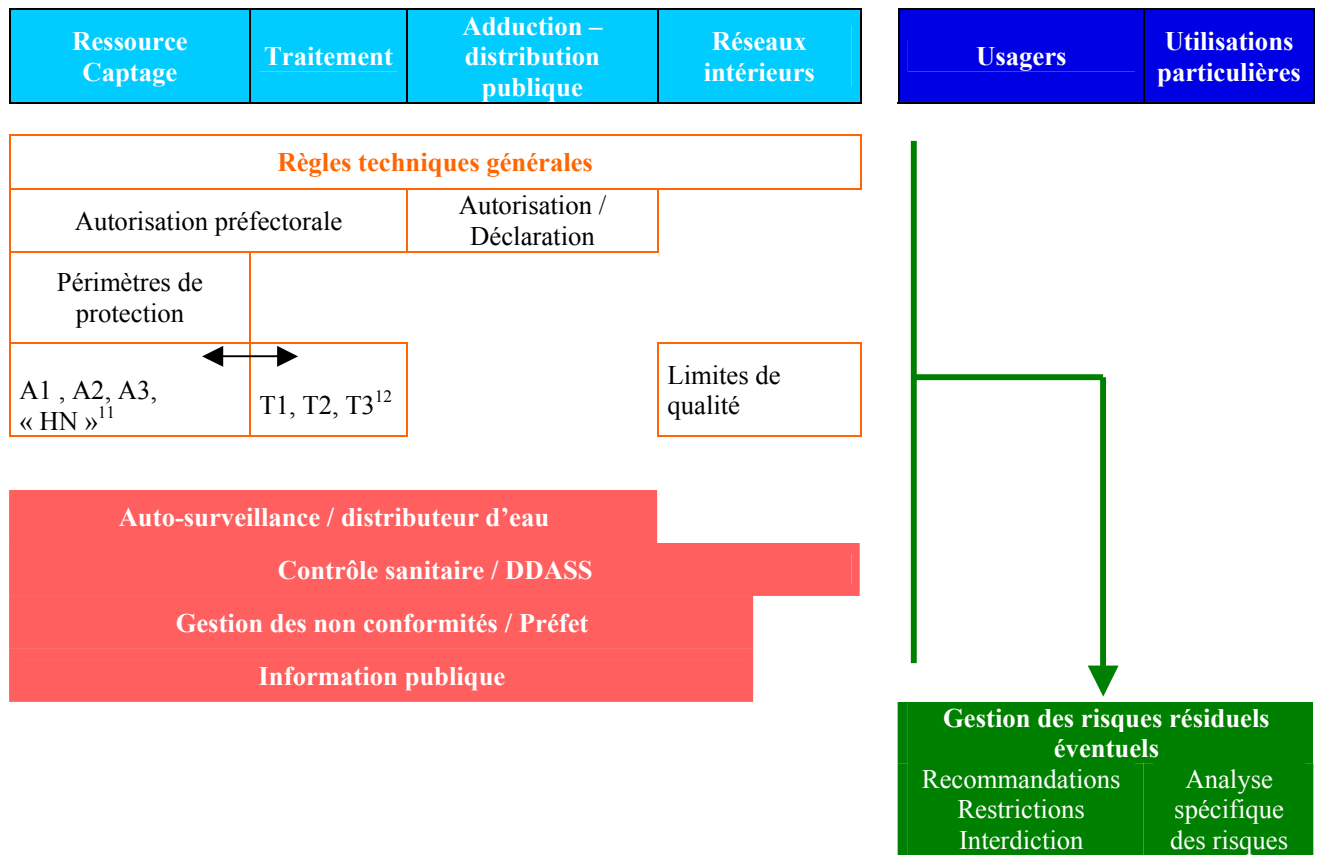 Ressource
Captage
Traitement
Adduction –
distribution
publique
Réseaux
intérieurs
Usagers
Utilisations
particulières
Règles techniques générales
Autorisation préfectorale
Autorisation /
Déclaration
Périmètres de
protection
A1 , A2, A3,
« HN »11
T1, T2, T312
Limites de
qualité
Auto-surveillance / distributeur d’eau
Contrôle sanitaire / DDASS
Gestion des non conformités / Préfet
Information publique
Gestion des risques résiduels
éventuels
Recommandations
Restrictions
Interdiction
Analyse
spécifique
des risques